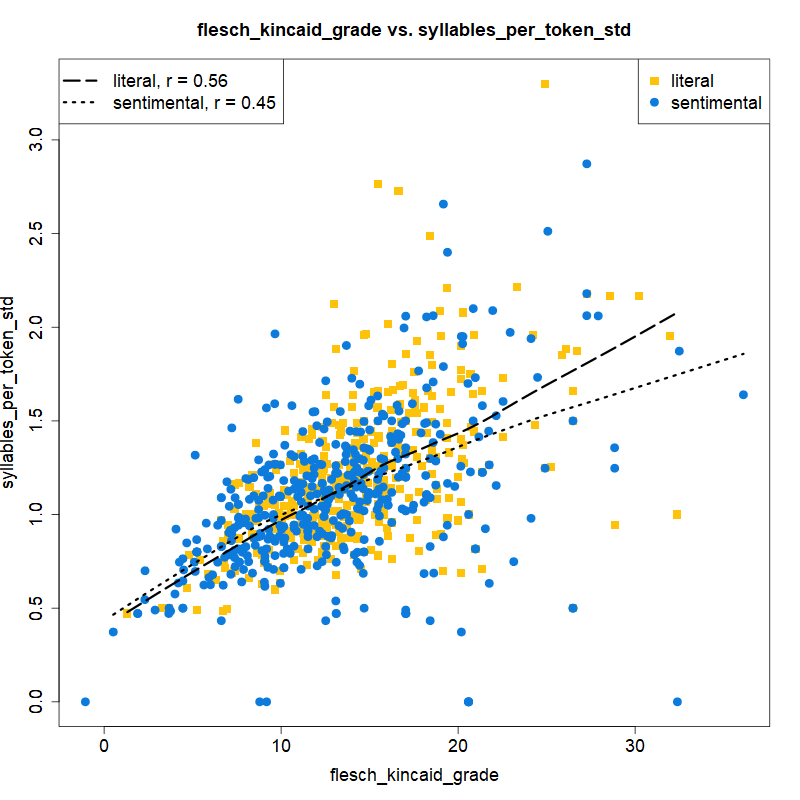 flesch_kincaid_grade vs. syllables_per_token_std
literal, r = 0.56
sentimental, r = 0.45
literal
sentimental
syllables_per_token_std
3.0
2.5
2.0
1.5
1.0
0.5
0.0
0
10
20
30
flesch_kincaid_grade